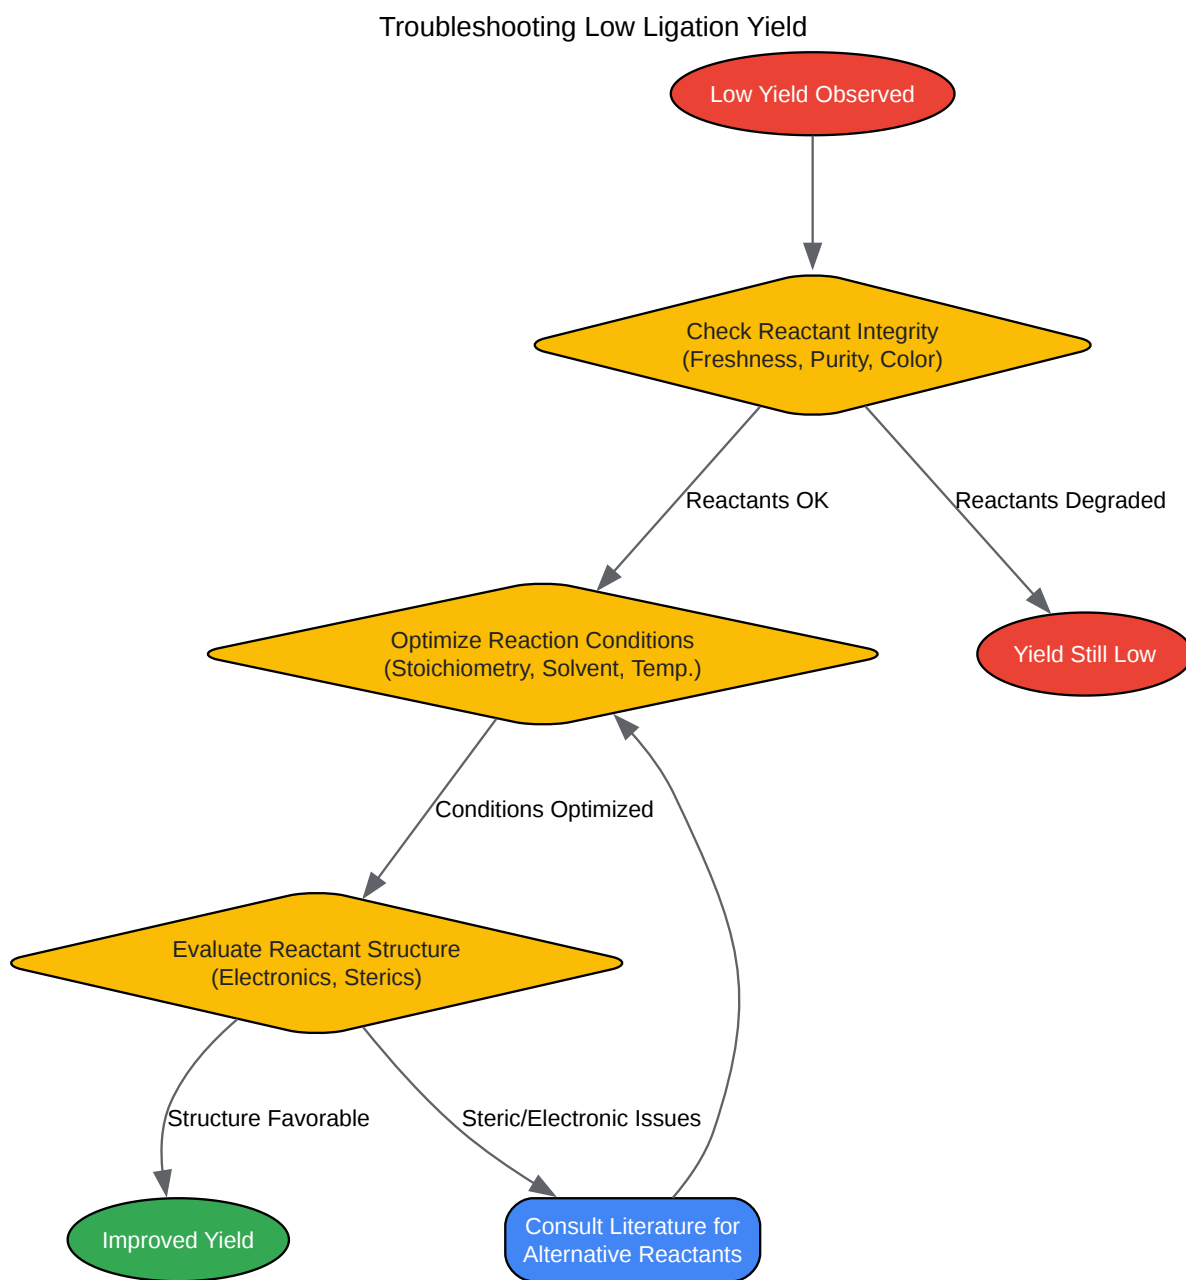 Troubleshooting Low Ligation Yield
Low Yield Observed
Check Reactant Integrity
(Freshness, Purity, Color)
Reactants OK
Reactants Degraded
Optimize Reaction Conditions
(Stoichiometry, Solvent, Temp.)
Yield Still Low
Conditions Optimized
Evaluate Reactant Structure
(Electronics, Sterics)
Structure Favorable
Steric/Electronic Issues
Improved Yield
Consult Literature for
Alternative Reactants